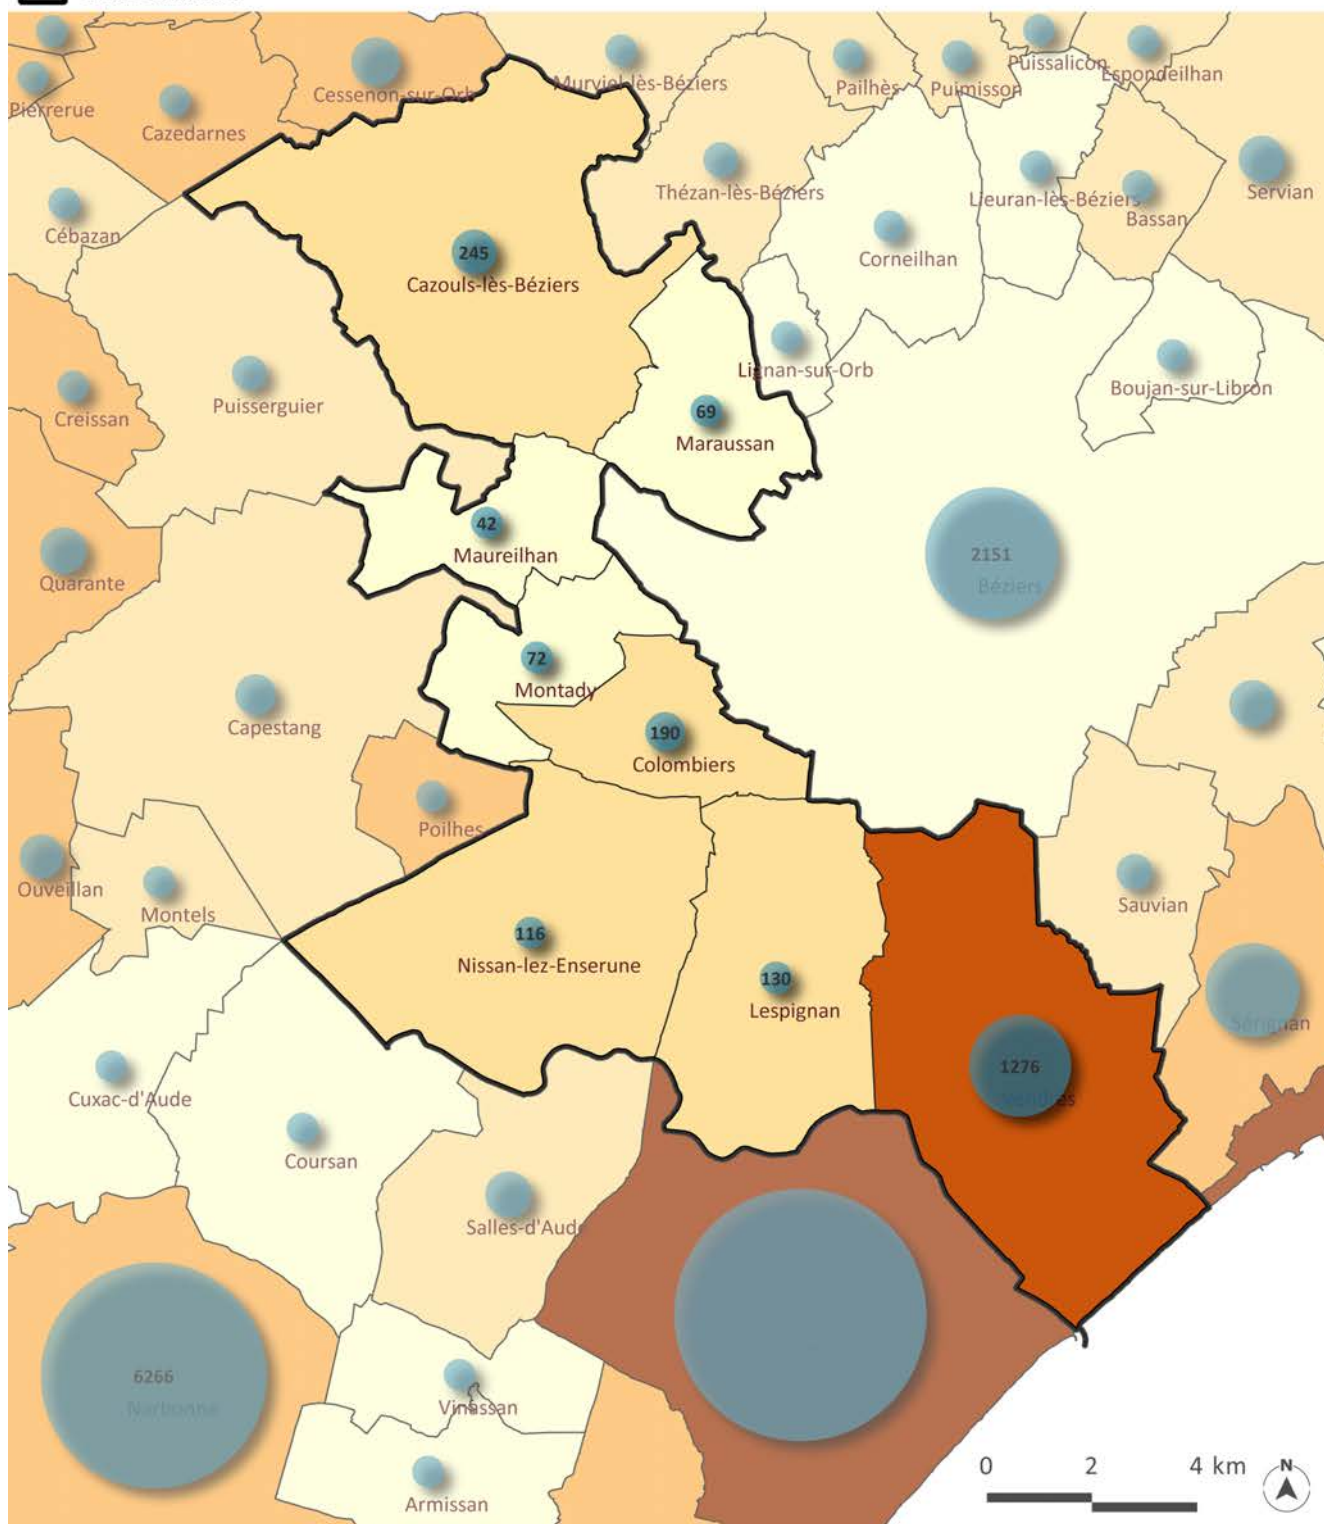 Pierrerue
Cazedarnes
Cessenon-sur-Orb
Murviel-lès-Béziers
Pailhès
Puimisson
Puissalicon
Espondeilhan
Cébazan
Thézan-lès-Béziers
Lieuran-lès-Béziers
Bassan
Servian
245
Cazouls-lès-Béziers
Corneilhan
Creissan
Puisserguier
Lignan-sur-Orb
Boujan-sur-Libron
69
Maraussan
42
Maureilhan
Quarante
2151
Béziers
72
Montady
Capestang
190
Colombiers
Poilhes
Ouveillan
Montels
Sauvian
116
Nissan-lez-Enserune
130
Lespignan
Sérignan
1276
Vendres
Cuxac-d'Aude
Coursan
Salles-d'Aude
6266
Narbonne
Vinassan
Armissan
0 2 4 km
N